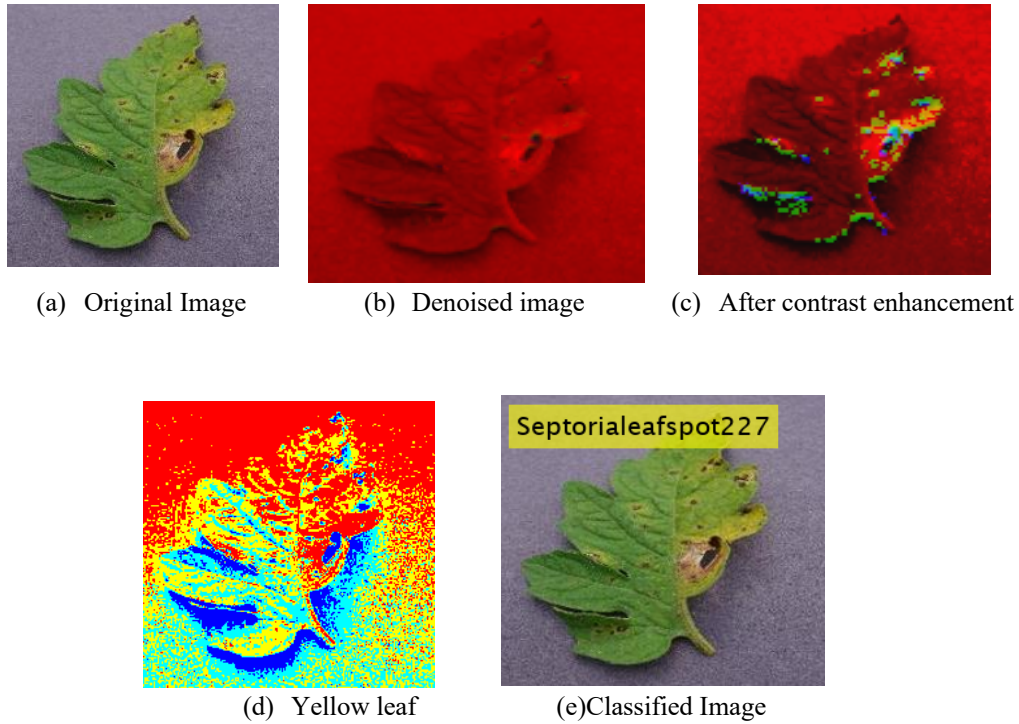 (a) Original Image
(b) Denoised image
(c) After contrast enhancement
Septorialeafspot227
(d) Yellow leaf
(e)Classified Image